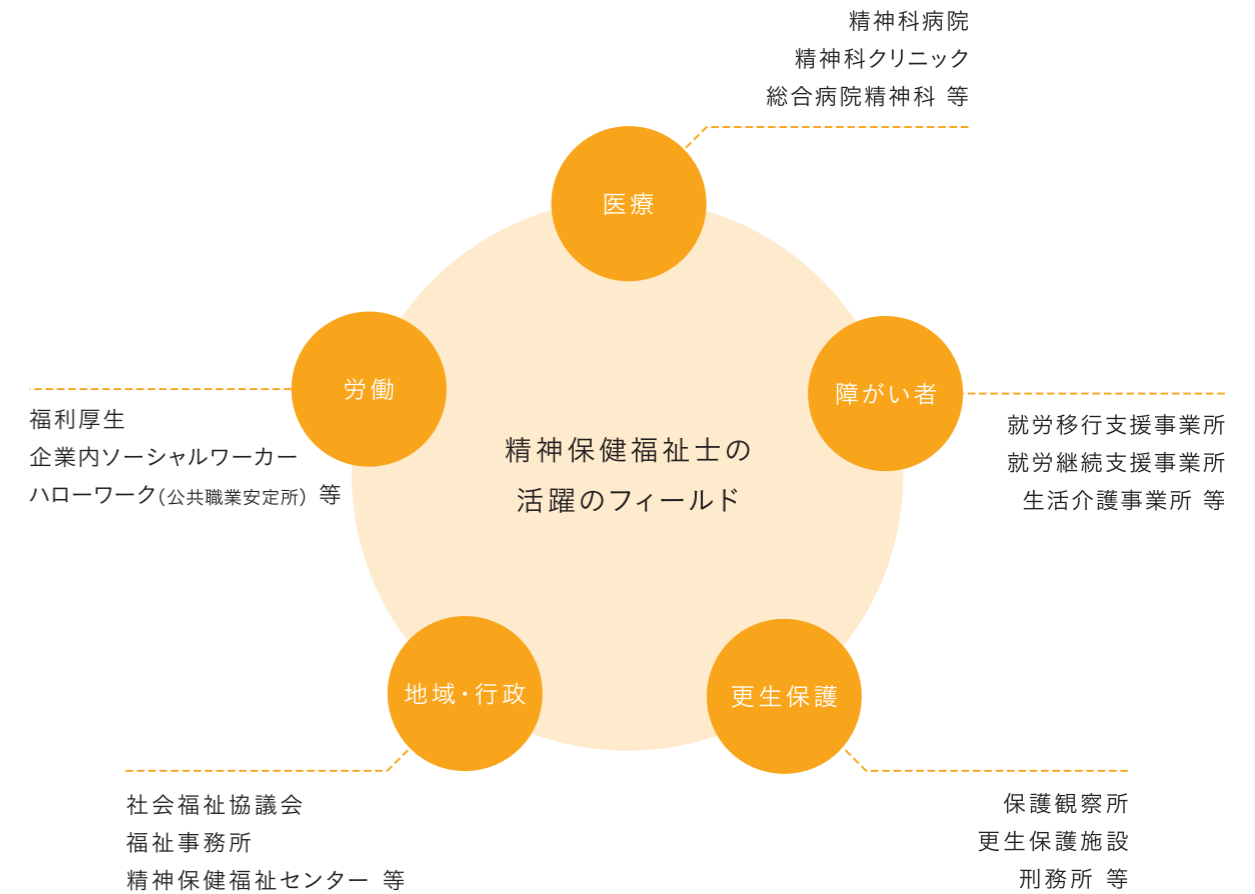 精神科病院
精神科クリニック
総合病院精神科 等
医療
労働
障がい者
福利厚生
企業内ソーシャルワーカー
ハローワーク(公共職業安定所) 等
精神保健福祉士の
活躍のフィールド
就労移行支援事業所
就労継続支援事業所
生活介護事業所 等
地域・行政
更生保護
社会福祉協議会
福祉事務所
精神保健福祉センター 等
保護観察所
更生保護施設
刑務所 等